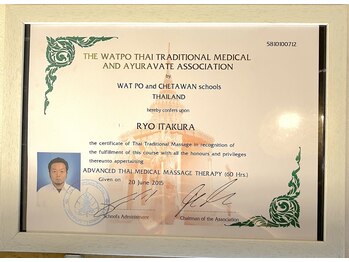 5810100712
THE WATPO THAI TRADITIONAL MEDICAL
AND AYURAVATE ASSOCIATION
by
WAT PO and CHETAWAN schools
THAILAND
hereby confers upon
RYO ITAKURA
the certificate of Thai Traditional Massage in recognition of
the fulfillment of this course with all the honours and privileges
thereunto appertaining
ADVANCED THAI MEDICAL MASSAGE THERAPY (60 Hrs.)
Given on 20 June 2015
Schools Administrator
Chairman of the Association